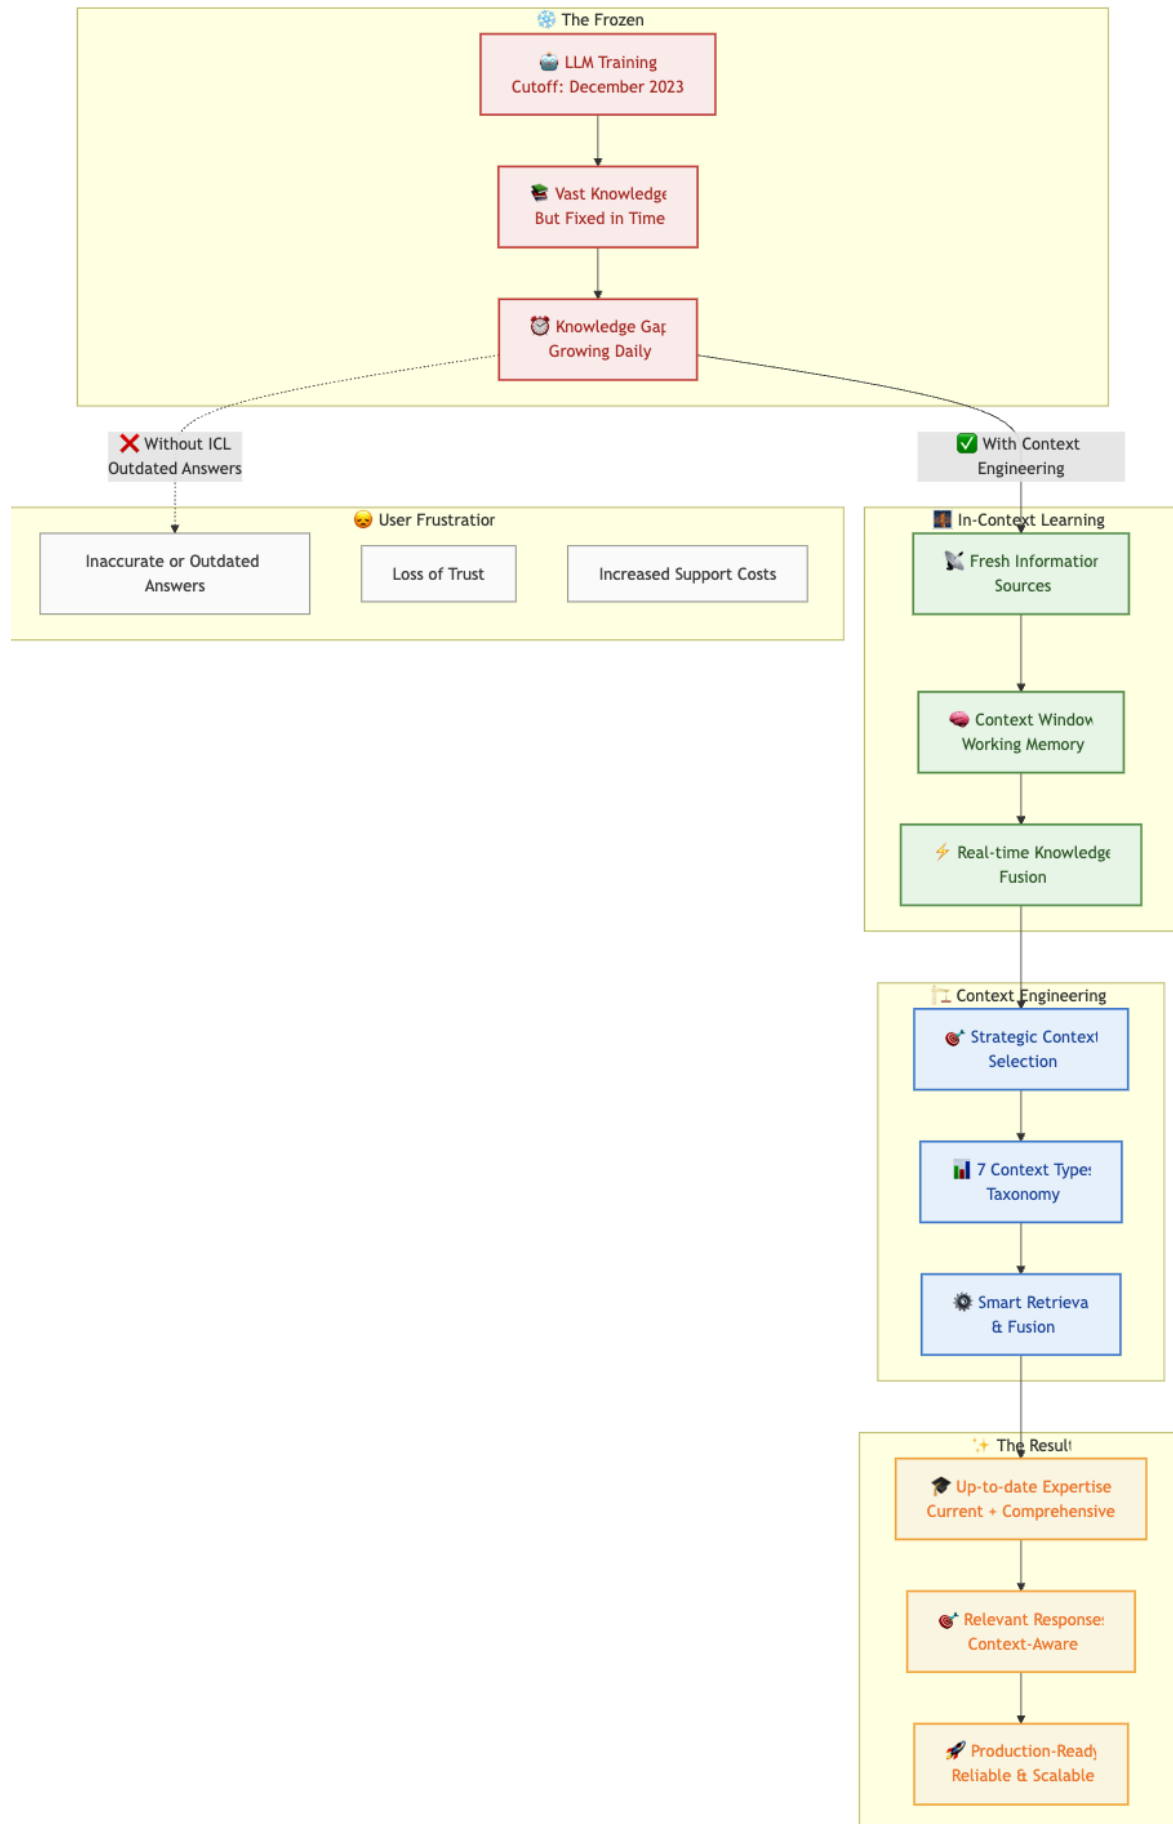 The Frozen
LLM Training
Cutoff: December 2023
Vast Knowledge
But Fixed in Time
Knowledge Gap
Growing Daily
Without ICL
Outdated Answers
With Context
Engineering
User Frustration
Inaccurate or Outdated
Answers
Loss of Trust
Increased Support Costs
In-Context Learning
Fresh Information
Sources
Context Window
Working Memory
Real-time Knowledge
Fusion
Context Engineering
Strategic Context
Selection
7 Context Types
Taxonomy
Smart Retrieva
& Fusion
The Result
Up-to-date Expertise
Current + Comprehensive
Relevant Responses
Context-Aware
Production-Ready
Reliable & Scalable